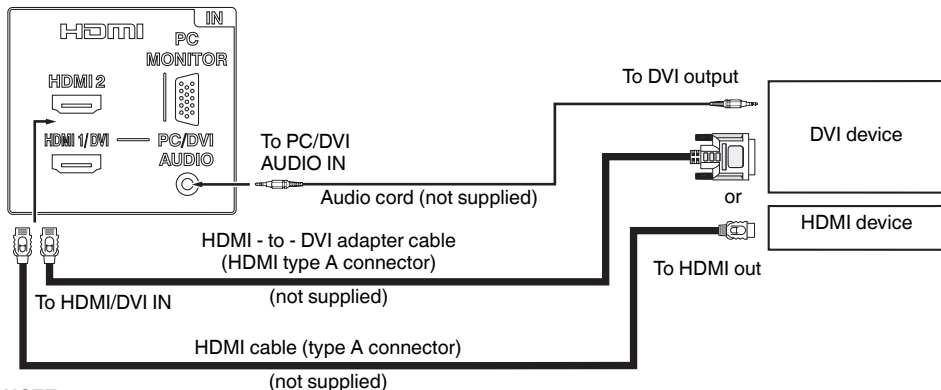 IN
HDMI
PC
MONITOR
HDMI 2
HDMI 1/DVI
PC/DVI
AUDIO
To PC/DVI
AUDIO IN
Audio cord (not supplied)
To DVI output
DVI device
or
HDMI device
To HDMI out
HDMI - to - DVI adapter cable
(HDMI type A connector)
(not supplied)
To HDMI/DVI IN
HDMI cable (type A connector)
(not supplied)